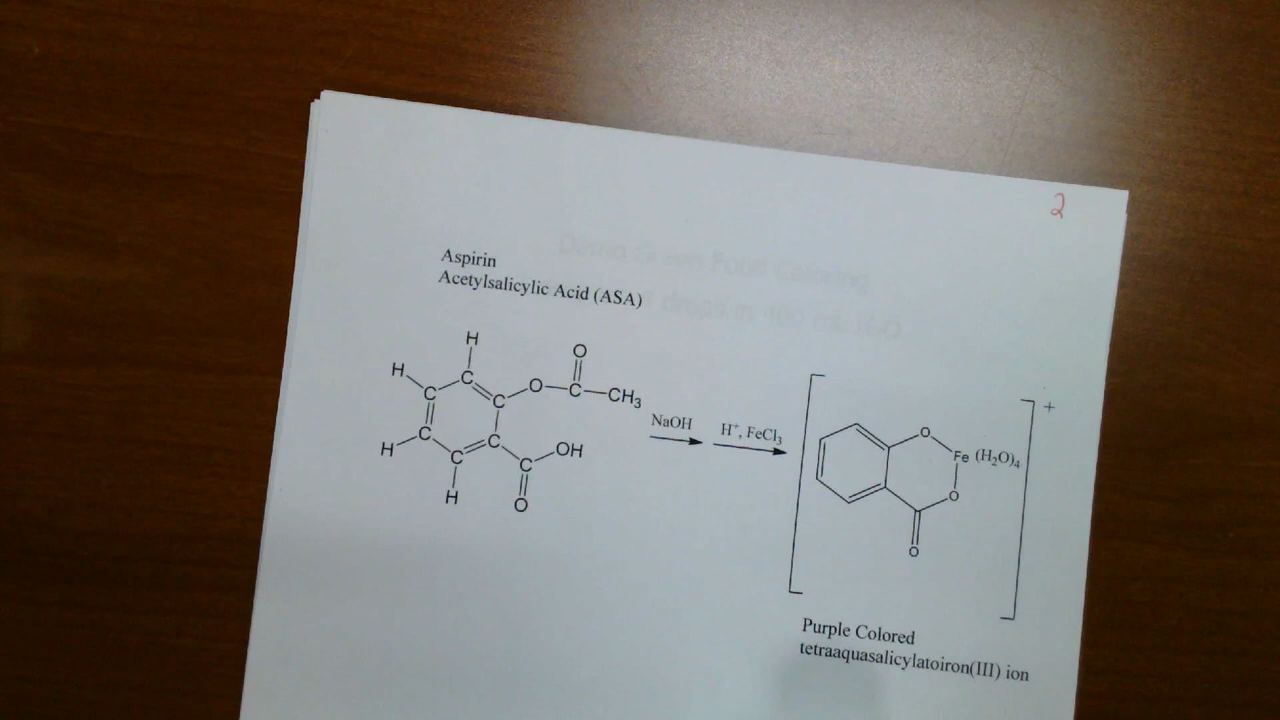 2
Aspirin
Acetylsalicylic Acid (ASA)
H
O
H
C
O
C
CH3
C
C
NaOH
H+, FeCl3
+
C
C
OH
H
C
C
H
O
O
Fe (H2O)4
O
O
Purple Colored
tetraaquasalicylatoiron(III) ion